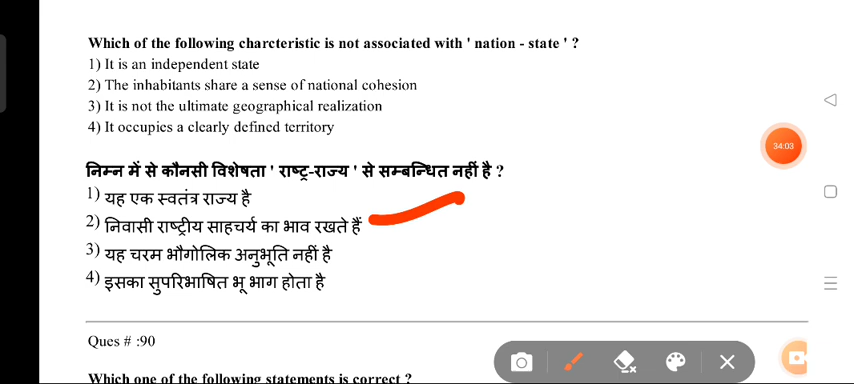 Which of the following charcteristic is not associated with ' nation - state ' ?
1) It is an independent state
2) The inhabitants share a sense of national cohesion
3) It is not the ultimate geographical realization
4) It occupies a clearly defined territory
निम्न में से कौनसी विशेषता ' राष्ट्र-राज्य ' से सम्बन्धित नहीं है ?
1) यह एक स्वतंत्र राज्य है
2) निवासी राष्ट्रीय साहचर्य का भाव रखते हैं
3) यह चरम भौगोलिक अनुभूति नहीं है
4) इसका सुपरिभाषित भू भाग होता है
34:03
Ques # :90
Which one of the following statements is correct ?